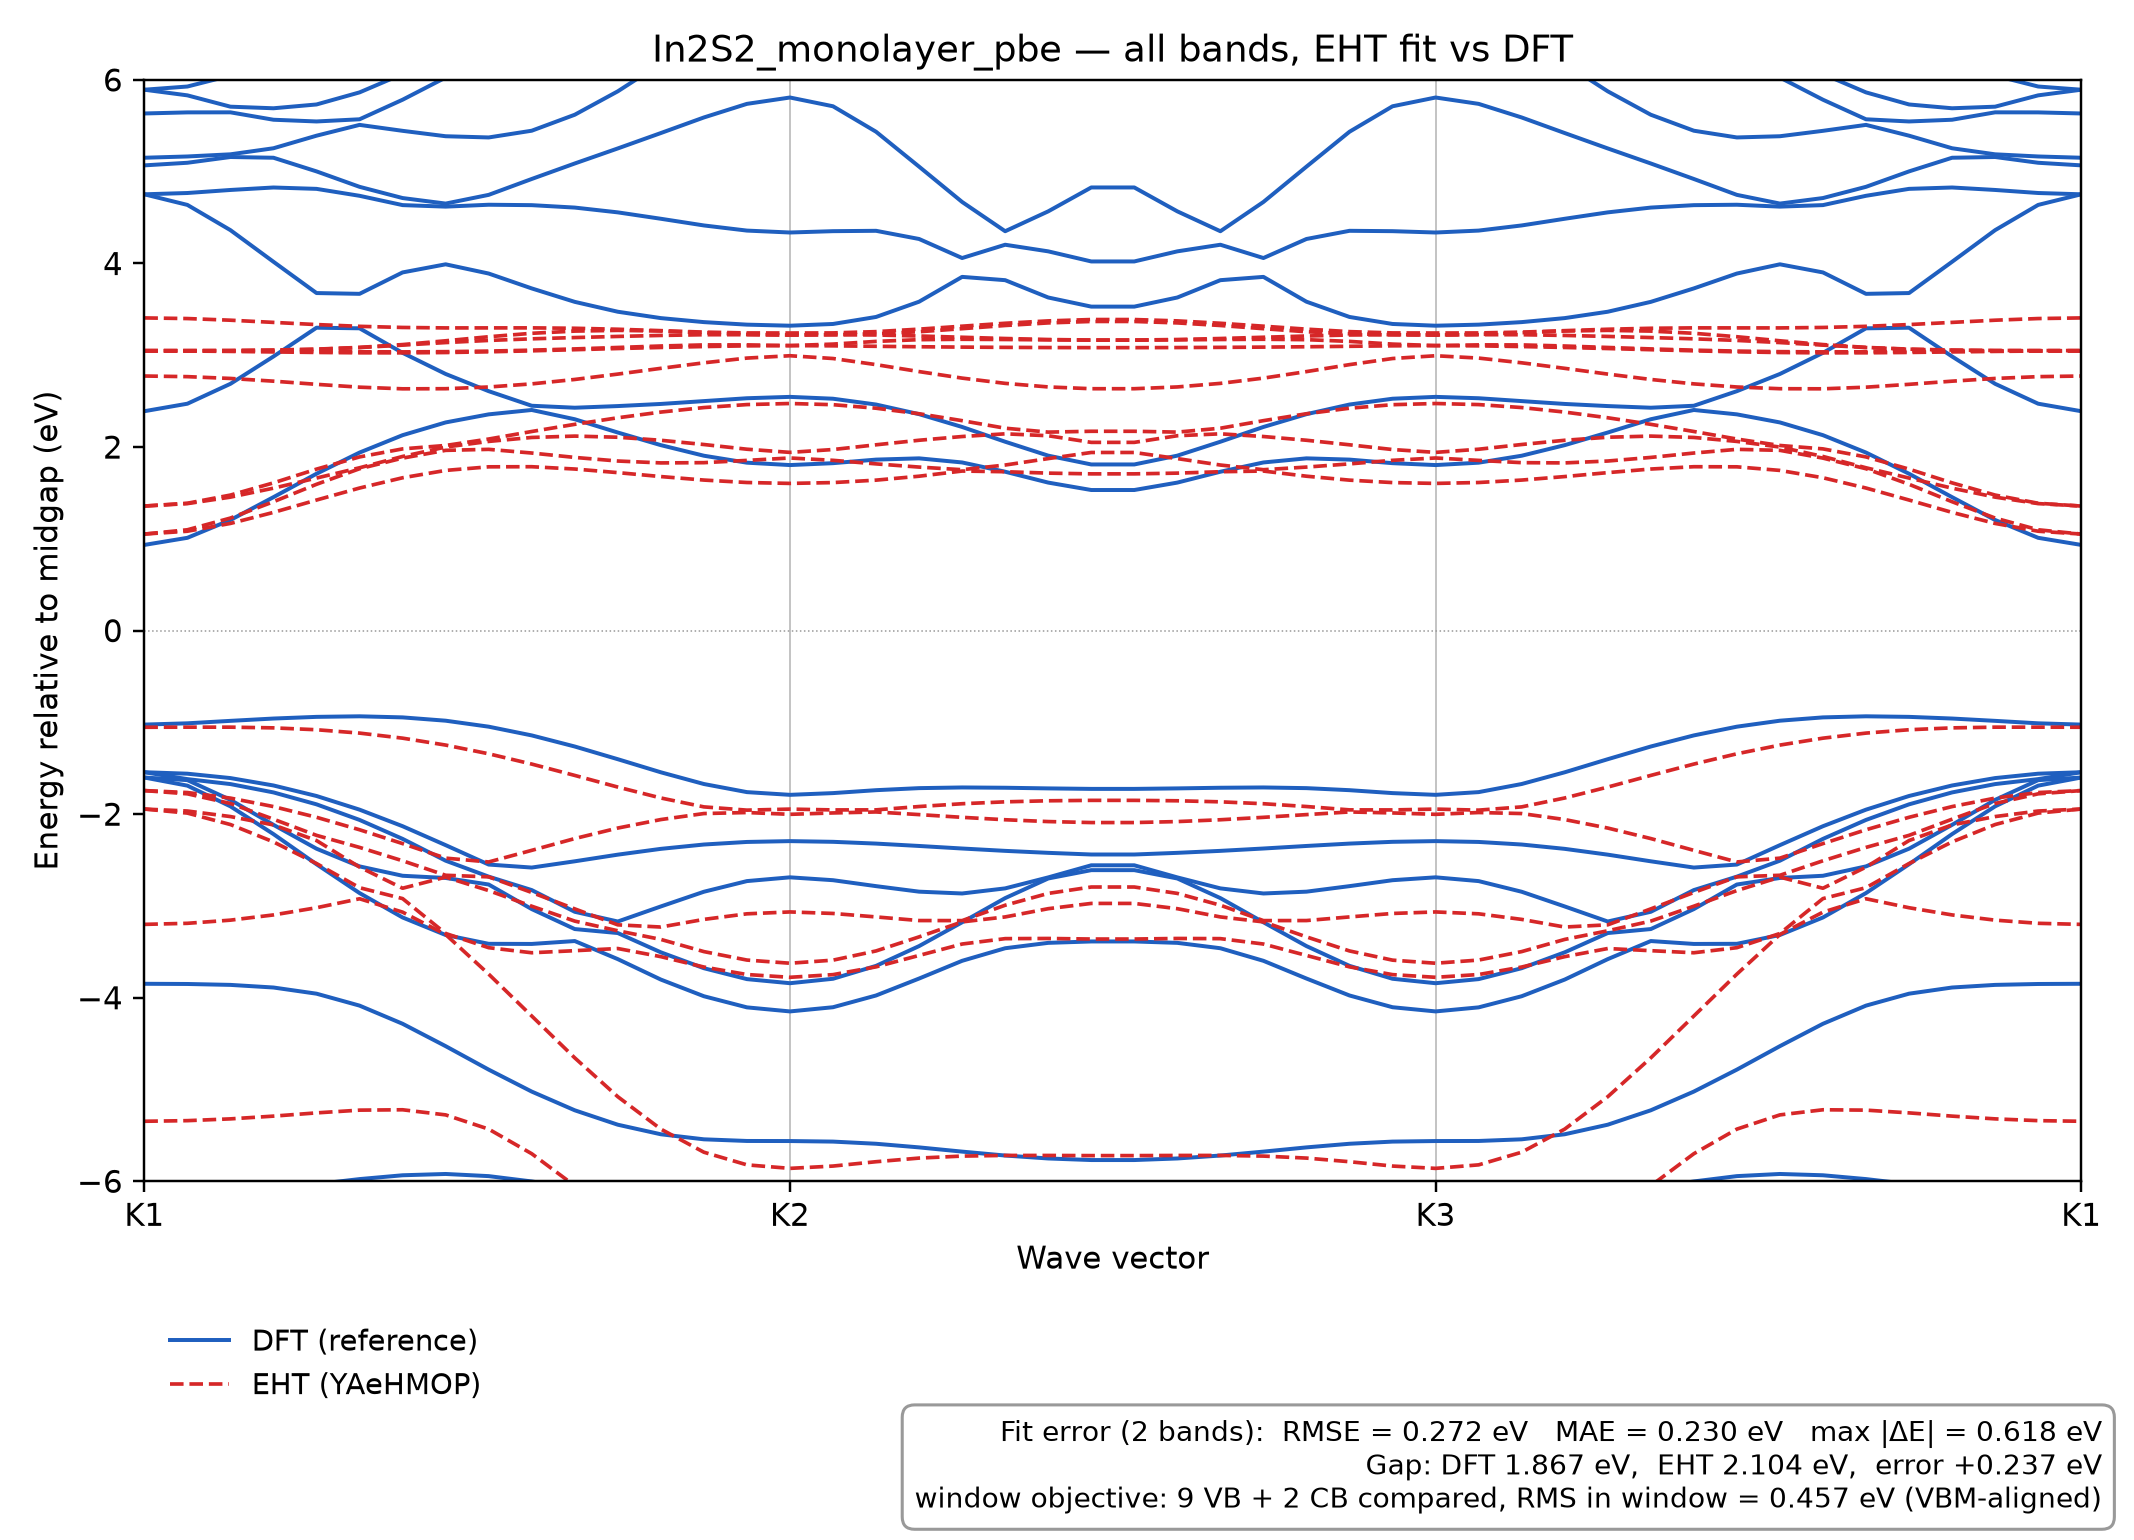 In2S2_monolayer_pbe — all bands, EHT fit vs DFT
Energy relative to midgap (eV)
6
4
2
0
−2
−4
−6
K1
K2
K3
K1
Wave vector
DFT (reference)
EHT (YAeHMOP)
Fit error (2 bands):  RMSE = 0.272 eV   MAE = 0.230 eV   max |ΔE| = 0.618 eV
Gap: DFT 1.867 eV,  EHT 2.104 eV,  error +0.237 eV
window objective: 9 VB + 2 CB compared, RMS in window = 0.457 eV (VBM-aligned)